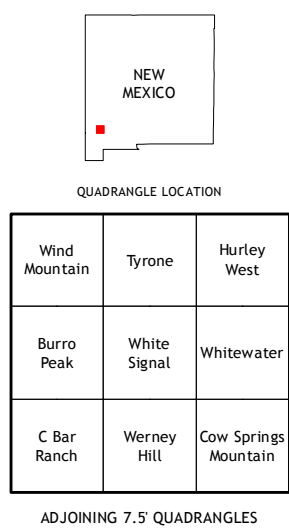 NEW
MEXICO
QUADRANGLE LOCATION
Wind
Mountain
Tyrone
Hurley
West
Burro
Peak
White
Signal
Whitewater
C Bar
Ranch
Werney
Hill
Cow Springs
Mountain
ADJOINING 7.5' QUADRANGLES